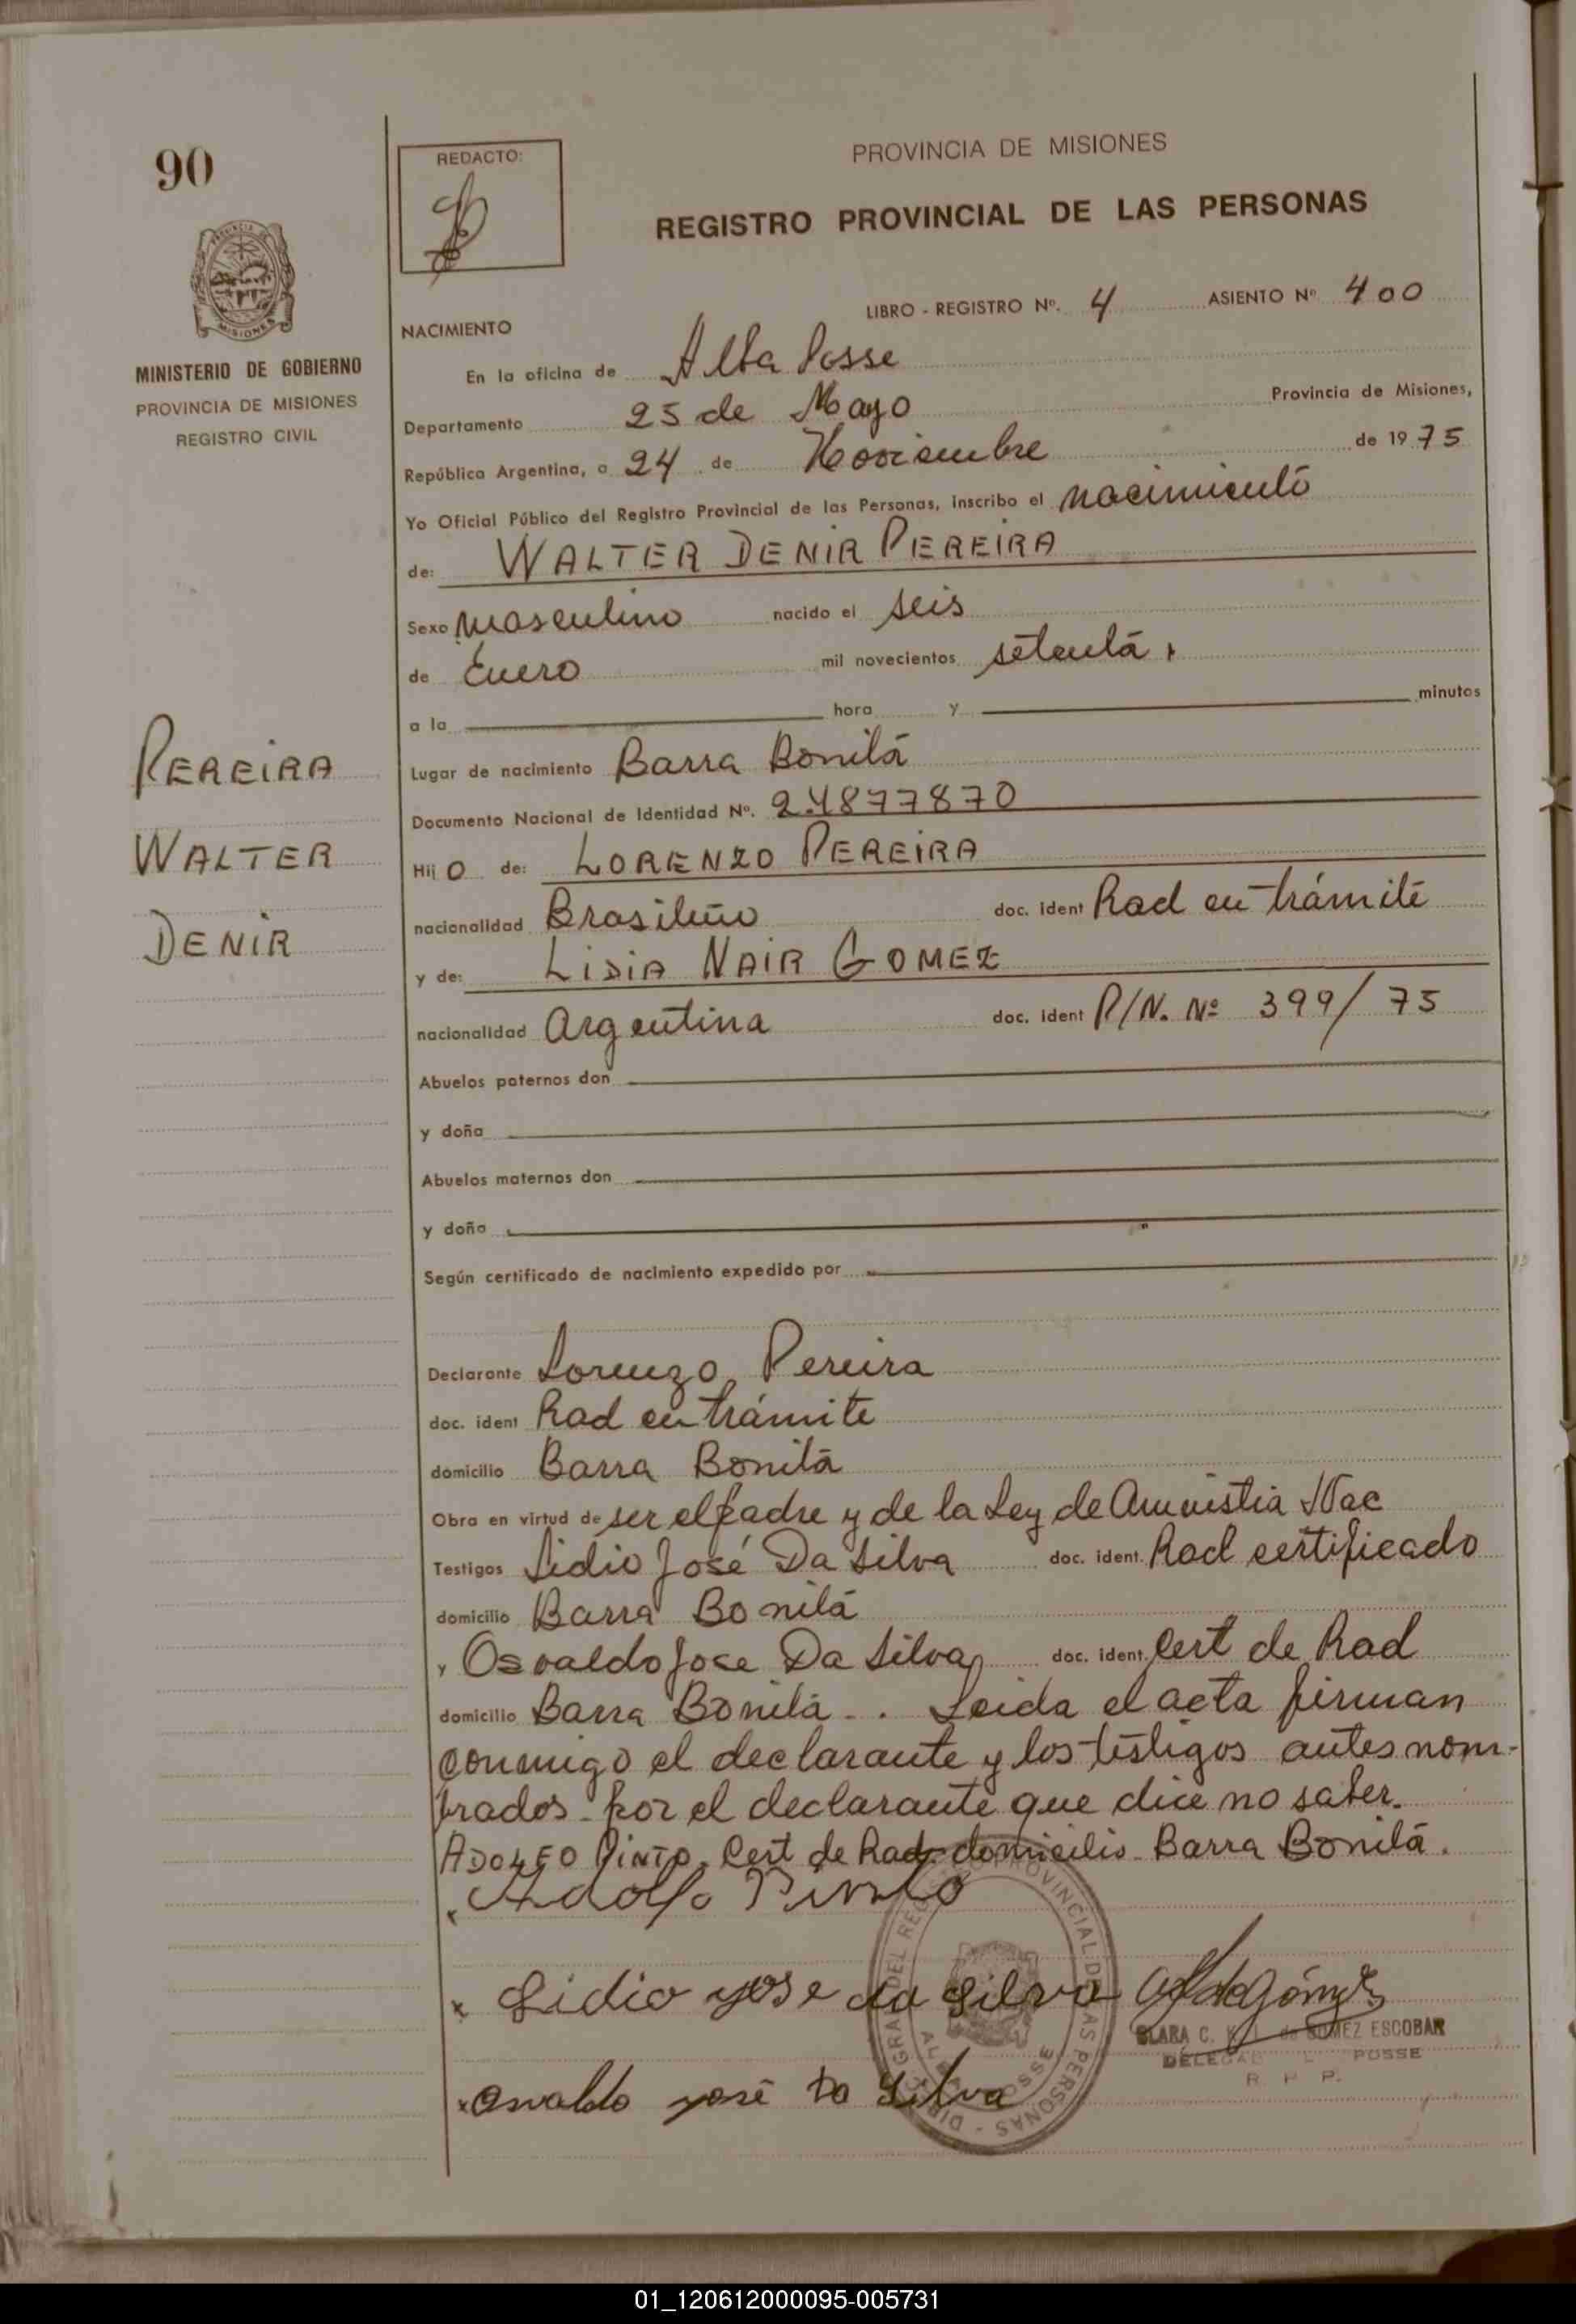 90
REDACTO:
PROVINCIA DE MISIONES
REGISTRO PROVINCIAL DE LAS PERSONAS
MINISTERIO DE GOBIERNO
PROVINCIA DE MISIONES
REGISTRO CIVIL
LIBRO - REGISTRO Nº. 4 ASIENTO Nº 400
NACIMIENTO
En la oficina de Alba Posse
Departamento 25 de Mayo Provincia de Misiones,
República Argentina, a 24 de Noviembre de 1975
Yo Oficial Público del Registro Provincial de las Personas, inscribo el nacimiento
de: WALTER DENIR PEREIRA
Sexo masculino nacido el seis
de Enero mil novecientos setenta
a la hora y minutos
PEREIRA
WALTER
DENIR
Lugar de nacimiento Barra Bonita
Documento Nacional de Identidad Nº. 24877870
Hijo de: LORENZO PEREIRA
nacionalidad Brasileño doc. ident Rad en trámite
y de: LIDIA NAIR GOMEZ
nacionalidad Argentina doc. ident P/N. Nº 399/75
Abuelos paternos don
y doña
Abuelos maternos don
y doña
Según certificado de nacimiento expedido por
Declarante Lorenzo Pereira
doc. ident Rad en trámite
domicilio Barra Bonita
Obra en virtud de ser el padre y de la Ley de Amnistia Nac
Testigos Lidio José Da Silva doc. ident. Rad certificado
domicilio Barra Bonita
y Osvaldo Jose Da Silva doc. ident. Cert de Rad
domicilio Barra Bonita . Leida el acta firman
conmigo el declarante y los testigos antes nom-
brados por el declarante que dice no saber.
ADOLFO PINTO. Cert de Rad. domicilio Barra Bonita.
Adolfo Pinto
x Lidio yose da Silva
CLARA C. de GOMEZ ESCOBAR
POSSE
R P P.
x Osvaldo yosé Da Silva
01_120612000095-005731